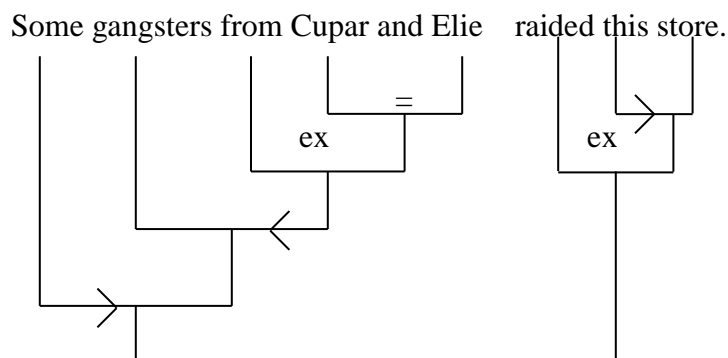 Some gangsters from Cupar and Elie raided this store.
=
ex ex